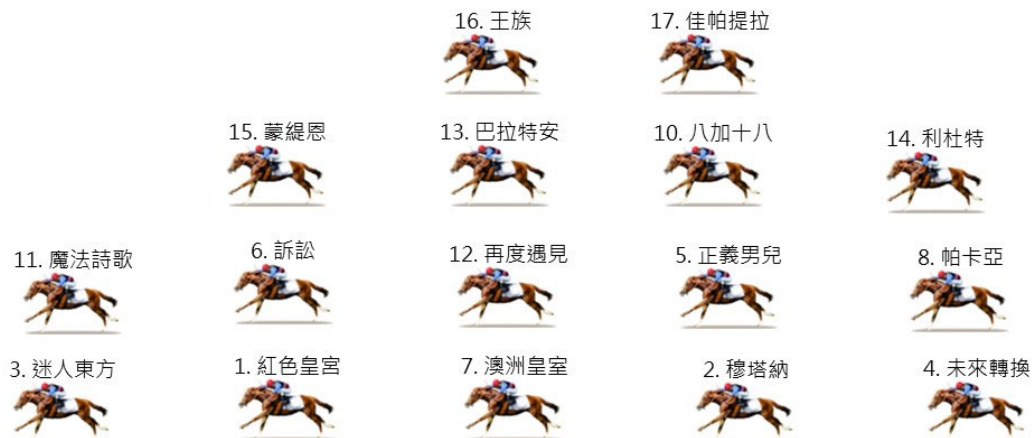 16. 王族
17. 佳帕提拉
15. 蒙緹恩
13. 巴拉特安
10. 八加十八
14. 利杜特
11. 魔法詩歌
6. 訴訟
12. 再度遇見
5. 正義男兒
8. 帕卡亞
3. 迷人東方
1. 紅色皇宮
7. 澳洲皇室
2. 穆塔納
4. 未來轉換